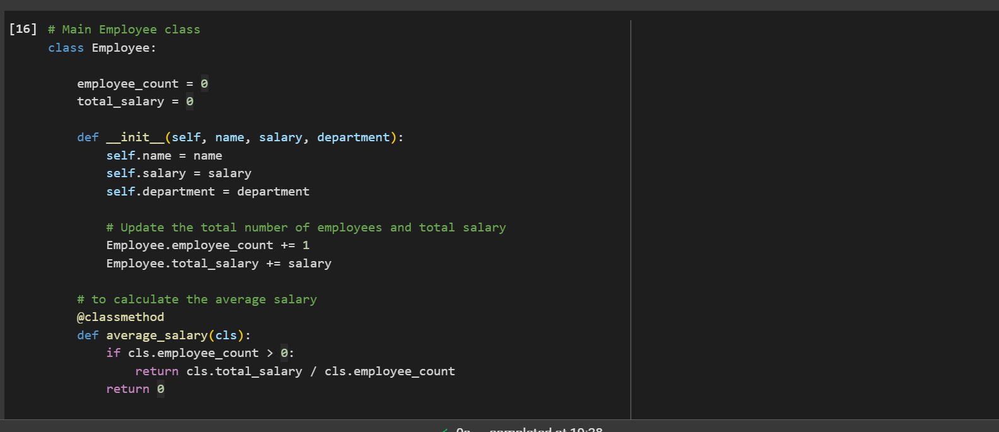 [16] # Main Employee class
class Employee:
employee_count = 0
total_salary = 0
def __init__(self, name, salary, department):
self.name = name
self.salary = salary
self.department = department
# Update the total number of employees and total salary
Employee.employee_count += 1
Employee.total_salary += salary
# to calculate the average salary
@classmethod
def average_salary(cls):
if cls.employee_count > 0:
return cls.total_salary / cls.employee_count
return 0
✓ 0s completed at 19:28